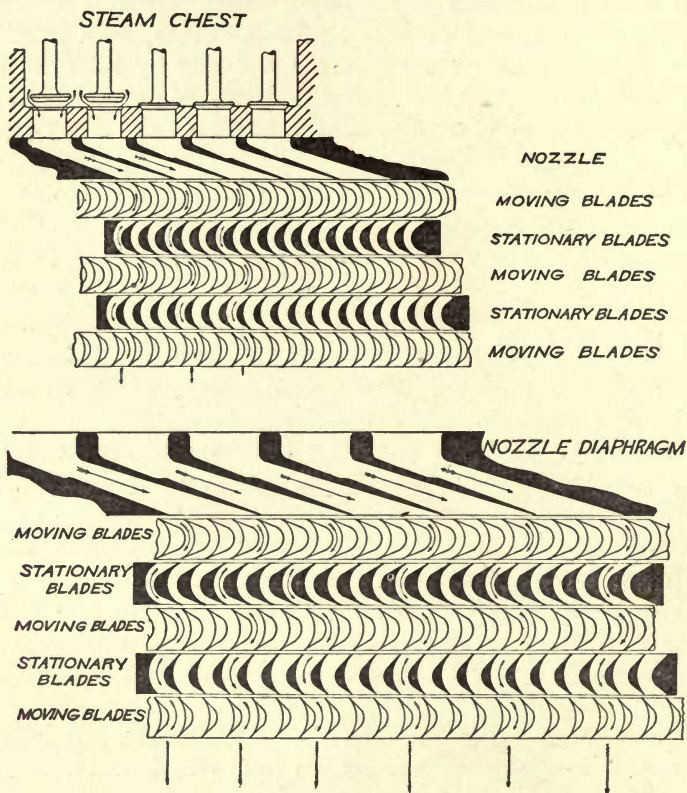 STEAM CHEST
NOZZLE
MOVING BLADES
STATIONARY BLADES
MOVING BLADES
STATIONARY BLADES
MOVING BLADES
NOZZLE DIAPHRAGM
MOVING BLADES
STATIONARY
BLADES
MOVING BLADES
STATIONARY
BLADES
MOVING BLADES